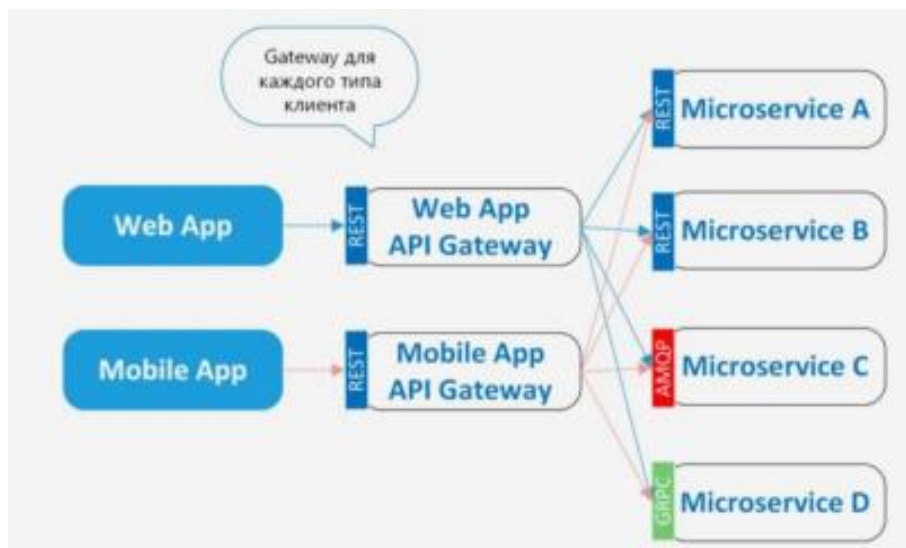 Gateway для
каждого типа
клиента
REST
Microservice A
Web App
REST
Web App
API Gateway
REST
Microservice B
Mobile App
REST
Mobile App
API Gateway
AMQP
Microservice C
GRPC
Microservice D